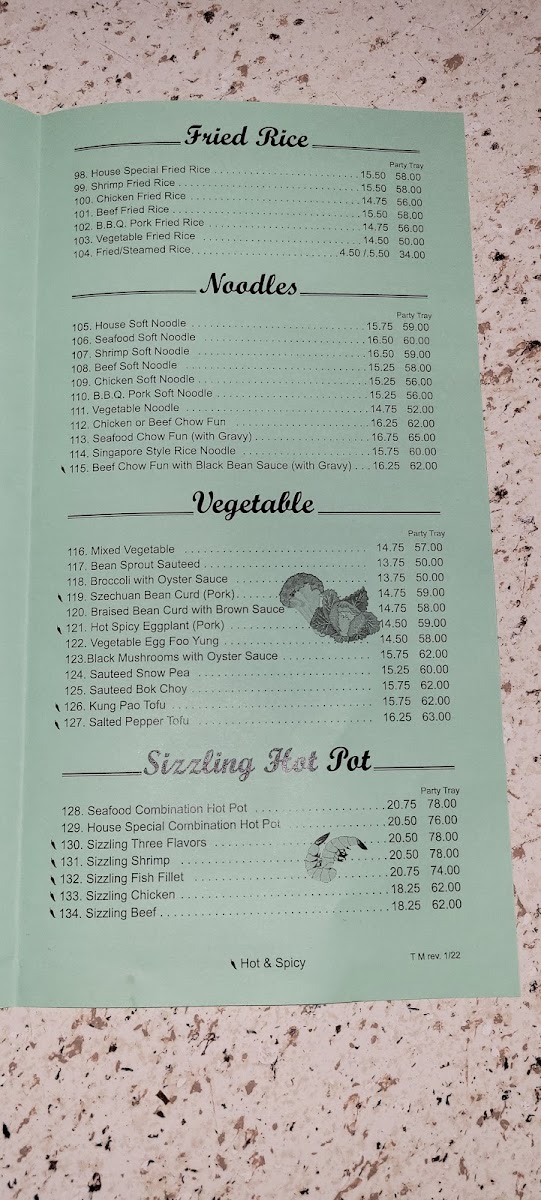 Fried Rice
Party Tray
98. House Special Fried Rice 15.50 58.00
99. Shrimp Fried Rice 15.50 58.00
100. Chicken Fried Rice 14.75 56.00
101. Beef Fried Rice 15.50 58.00
102. B.B.Q. Pork Fried Rice 14.75 56.00
103. Vegetable Fried Rice 14.50 50.00
104. Fried/Steamed Rice 4.50 / 5.50 34.00
Noodles
Party Tray
105. House Soft Noodle 15.75 59.00
106. Seafood Soft Noodle 16.50 60.00
107. Shrimp Soft Noodle 16.50 59.00
108. Beef Soft Noodle 15.25 58.00
109. Chicken Soft Noodle 15.25 56.00
110. B.B.Q. Pork Soft Noodle 15.25 56.00
111. Vegetable Noodle 14.75 52.00
112. Chicken or Beef Chow Fun 16.25 62.00
113. Seafood Chow Fun (with Gravy) 16.75 65.00
114. Singapore Style Rice Noodle 15.75 60.00
115. Beef Chow Fun with Black Bean Sauce (with Gravy) 16.25 62.00
Vegetable
Party Tray
116. Mixed Vegetable 14.75 57.00
117. Bean Sprout Sauteed 13.75 50.00
118. Broccoli with Oyster Sauce 13.75 50.00
119. Szechuan Bean Curd (Pork) 14.75 59.00
120. Braised Bean Curd with Brown Sauce 14.75 58.00
121. Hot Spicy Eggplant (Pork) 14.50 59.00
122. Vegetable Egg Foo Yung 14.50 58.00
123.Black Mushrooms with Oyster Sauce 15.75 62.00
124. Sauteed Snow Pea 15.25 60.00
125. Sauteed Bok Choy 15.75 62.00
126. Kung Pao Tofu 15.75 62.00
127. Salted Pepper Tofu 16.25 63.00
Sizzling Hot Pot
Party Tray
128. Seafood Combination Hot Pot 20.75 78.00
129. House Special Combination Hot Pot 20.50 76.00
130. Sizzling Three Flavors 20.50 78.00
131. Sizzling Shrimp 20.50 78.00
132. Sizzling Fish Fillet 20.75 74.00
133. Sizzling Chicken 18.25 62.00
134. Sizzling Beef 18.25 62.00
Hot & Spicy
T M rev. 1/22